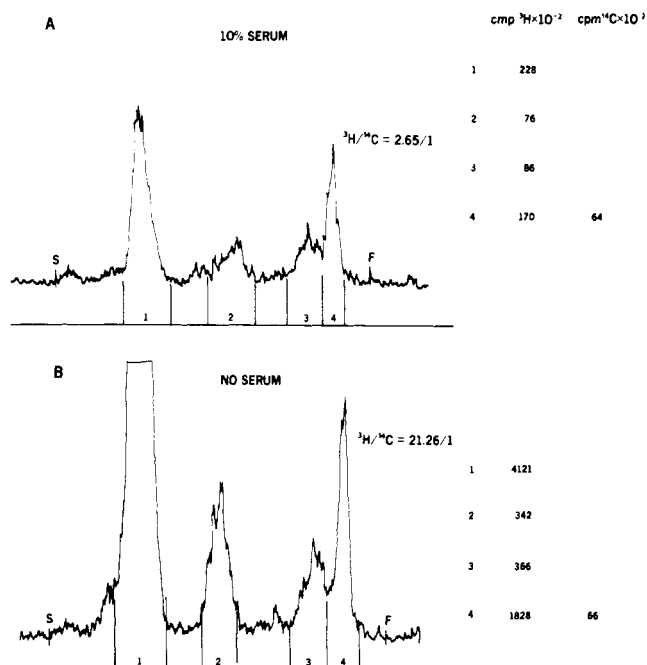 A
10% SERUM
cmp ³H×10⁻² cpm¹⁴C×10⁻²
1 228
2 76
3 86
4 170 64
³H/¹⁴C = 2.65/1
S
F
1 2 3 4
B
NO SERUM
³H/¹⁴C = 21.26/1
1 4121
2 342
3 366
4 1828 66
S
F
1 2 3 4